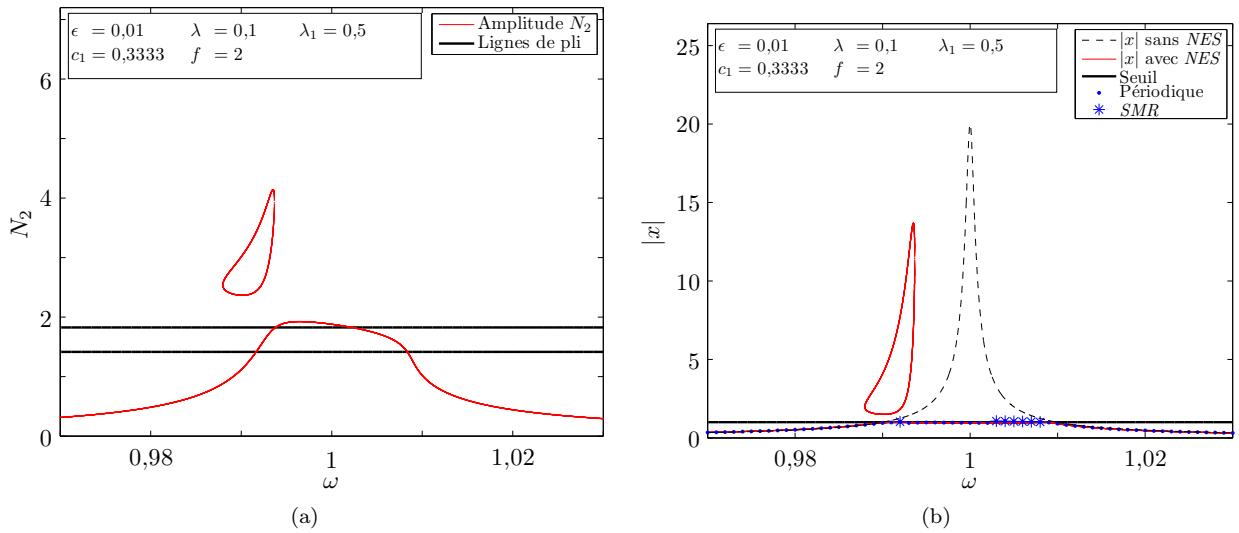 ϵ = 0,01 λ = 0,1 λ₁ = 0,5
c₁ = 0,3333 f = 2
Amplitude N₂
Lignes de pli
6
4
2
0
N₂
0,98 1 1,02
ω
(a)
ϵ = 0,01 λ = 0,1 λ₁ = 0,5
c₁ = 0,3333 f = 2
|x| sans NES
|x| avec NES
Seuil
Périodique
SMR
25
20
15
10
5
0
|x|
0,98 1 1,02
ω
(b)